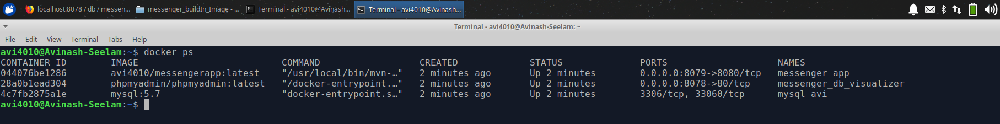 localhost:8078 / db / messen...
messenger_buildIn_Image - ...
Terminal - avi4010@Avinash...
Terminal - avi4010@Avinash...
Terminal - avi4010@Avinash-Seelam: ~
File Edit View Terminal Tabs Help
avi4010@Avinash-Seelam:~$ docker ps
CONTAINER ID IMAGE COMMAND CREATED STATUS PORTS NAMES
044076be1286 avi4010/messengerapp:latest "/usr/local/bin/mvn-…" 2 minutes ago Up 2 minutes 0.0.0.0:8079->8080/tcp messenger_app
28a0b1ead304 phpmyadmin/phpmyadmin:latest "/docker-entrypoint.…" 2 minutes ago Up 2 minutes 0.0.0.0:8078->80/tcp messenger_db_visualizer
4c7fb2875a1e mysql:5.7 "docker-entrypoint.s…" 2 minutes ago Up 2 minutes 3306/tcp, 33060/tcp mysql_avi
avi4010@Avinash-Seelam:~$